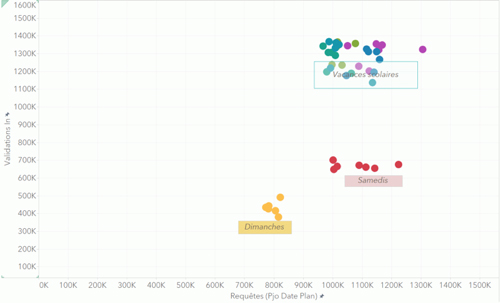 1600K
1500K
1400K
1300K
1200K
1100K
1000K
900K
800K
700K
600K
500K
400K
300K
200K
100K
Validations In
Vacances scolaires
Samedis
Dimanches
0K 100K 200K 300K 400K 500K 600K 700K 800K 900K 1000K 1100K 1200K 1300K 1400K 1500K
Requêtes (Pjo Date Plan)